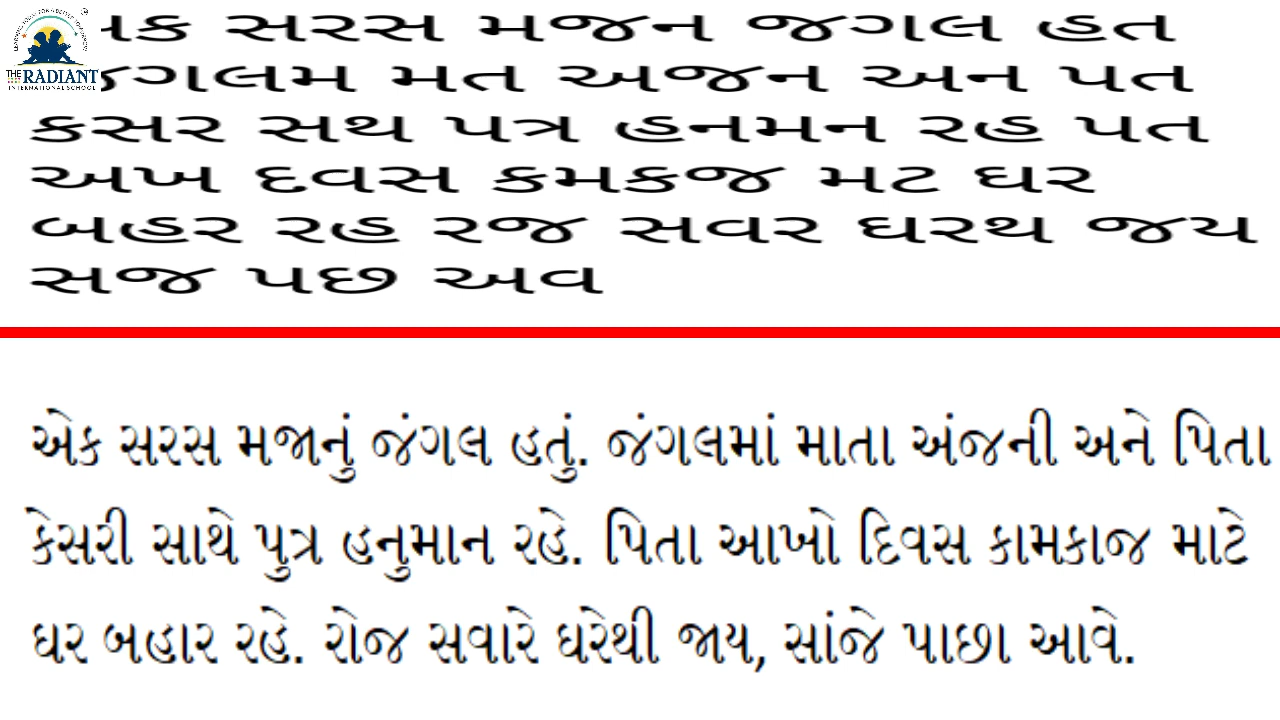 THE RADIANT
INTERNATIONAL SCHOOL
સરસ મજન જગલ હત
જગલમ મત અજન અન પત
કસર સથ પત્ર હનમન રહ પત
અખ દવસ કમકજ મટ ઘર
બહર રહ રજ સવર ઘરથ જય
સજ પછ અવ
એક સરસ મજાનું જંગલ હતું. જંગલમાં માતા અંજની અને પિતા
કેસરી સાથે પુત્ર હનુમાન રહે. પિતા આખો દિવસ કામકાજ માટે
ઘર બહાર રહે. રોજ સવારે ઘરેથી જાય, સાંજે પાછા આવે.